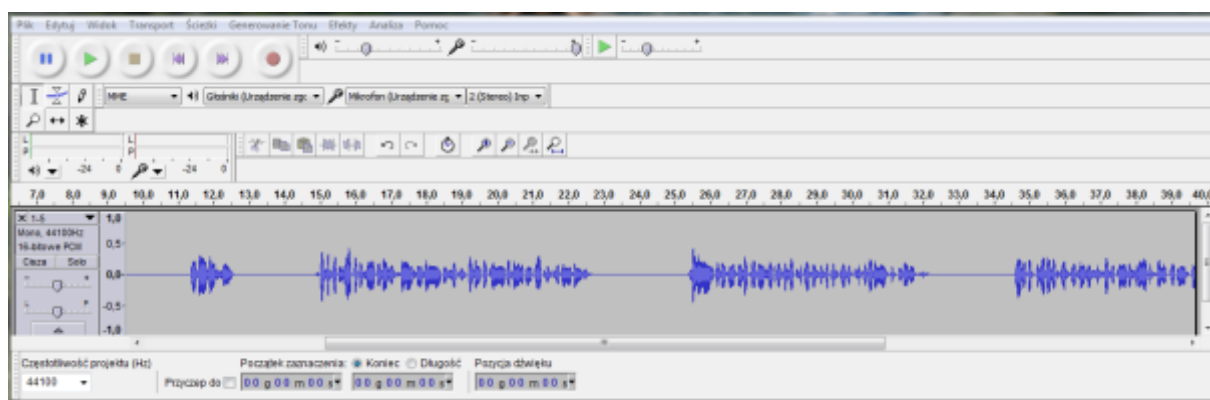 Plik Edytuj Widok Transport Ścieżki Generowanie Tonu Efekty Analiza Pomoc
MME Głośniki (Urządzenie zgc Mikrofon (Urządzenie zg 2 (Stereo) Inp
L
P
-24 0
L
P
-24 0
7,0 8,0 9,0 10,0 11,0 12,0 13,0 14,0 15,0 16,0 17,0 18,0 19,0 20,0 21,0 22,0 23,0 24,0 25,0 26,0 27,0 28,0 29,0 30,0 31,0 32,0 33,0 34,0 35,0 36,0 37,0 38,0 39,0 40,0
1-5 1,0
Mono, 44100Hz
16-bitowe PCM 0,5-
Cisza Solo
- + 0,0-
L P -0,5-
-1,0
Częstotliwość projektu (Hz) Początek zaznaczenia: Koniec Długość Pozycja dźwięku
44100 Przyczep do 00 g 00 m 00 s 00 g 00 m 00 s 00 g 00 m 00 s